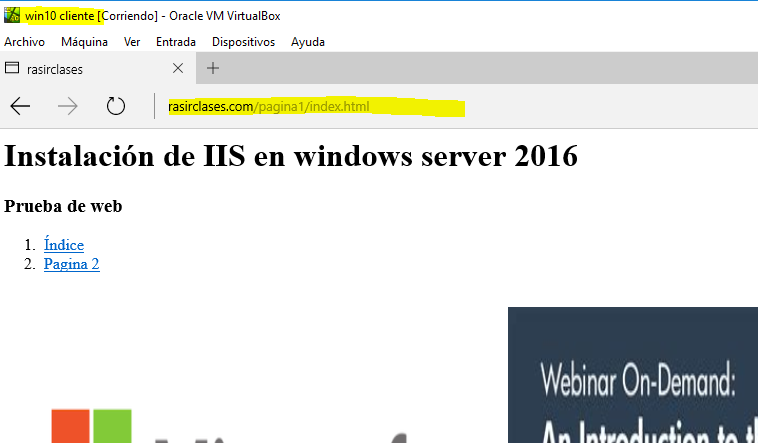 win10 cliente [Corriendo] - Oracle VM VirtualBox
Archivo Máquina Ver Entrada Dispositivos Ayuda
rasirclases
rasirclases.com/pagina1/index.html
Instalación de IIS en windows server 2016
Prueba de web
1. Índice
2. Pagina 2
Webinar On-Demand:
An Introduction to th